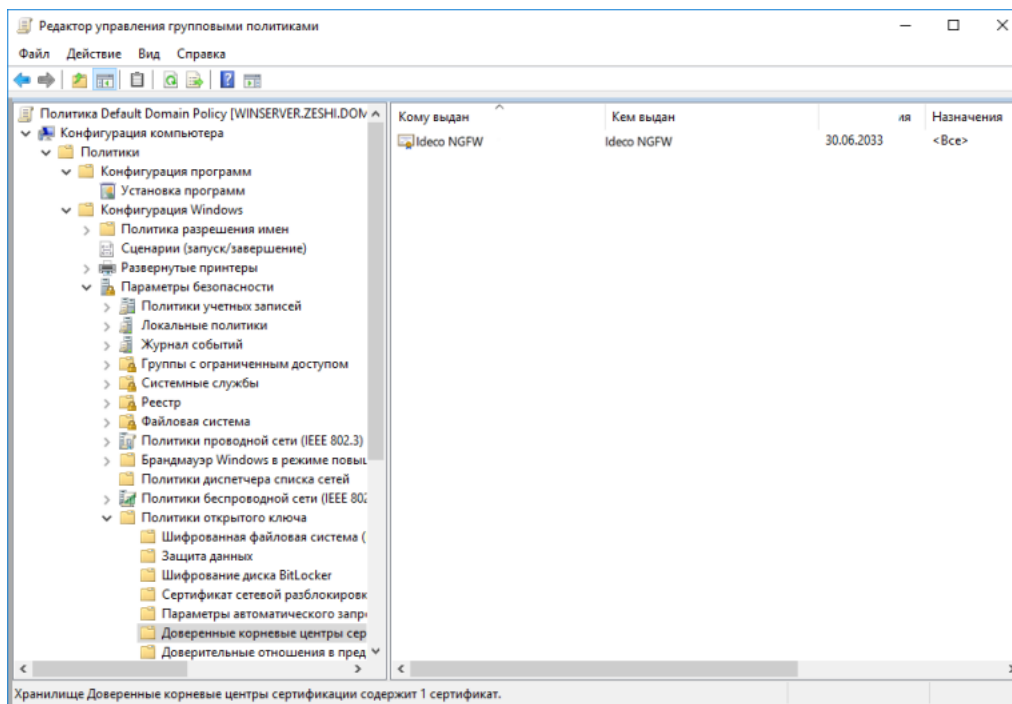 Редактор управления групповыми политиками
Файл Действие Вид Справка
Политика Default Domain Policy [WINSERVER.ZESHI.DOM
Конфигурация компьютера
Политики
Конфигурация программ
Установка программ
Конфигурация Windows
Политика разрешения имен
Сценарии (запуск/завершение)
Развернутые принтеры
Параметры безопасности
Политики учетных записей
Локальные политики
Журнал событий
Группы с ограниченным доступом
Системные службы
Реестр
Файловая система
Политики проводной сети (IEEE 802.3)
Брандмауэр Windows в режиме повыш
Политики диспетчера списка сетей
Политики беспроводной сети (IEEE 802
Политики открытого ключа
Шифрованная файловая система (
Защита данных
Шифрование диска BitLocker
Сертификат сетевой разблокировк
Параметры автоматического запр
Доверенные корневые центры сер
Доверительные отношения в пред
Кому выдан Кем выдан ия Назначения
Ideco NGFW Ideco NGFW 30.06.2033 <Все>
Хранилище Доверенные корневые центры сертификации содержит 1 сертификат.